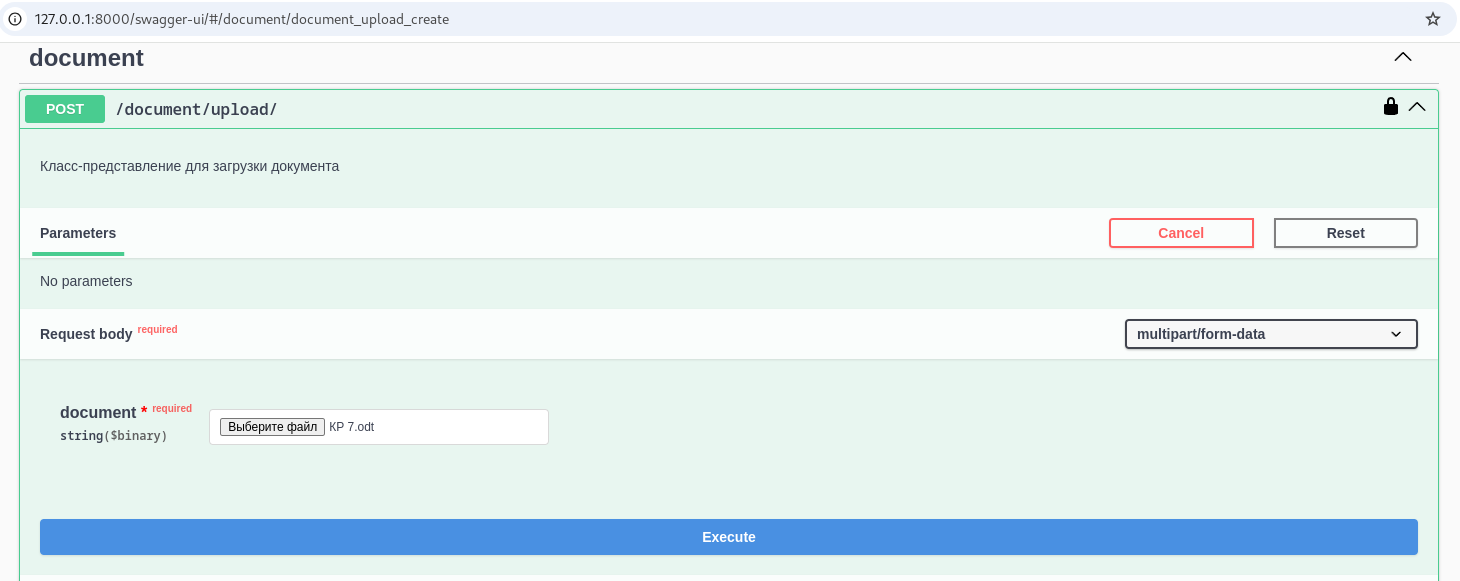 127.0.0.1:8000/swagger-ui/#/document/document_upload_create
document
POST /document/upload/
Класс-представление для загрузки документа
Parameters Cancel Reset
No parameters
Request body required multipart/form-data
document * required
string($binary) Выберите файл КР 7.odt
Execute